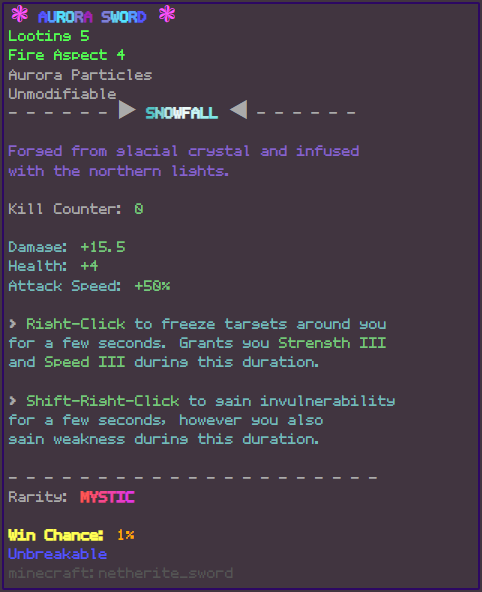 ❃ AURORA SWORD ❃
Looting 5
Fire Aspect 4
Aurora Particles
Unmodifiable
- - - - - - ▶ SNOWFALL ◀ - - - - - -
Forged from glacial crystal and infused
with the northern lights.
Kill Counter: 0
Damage: +15.5
Health: +4
Attack Speed: +50%
> Right-Click to freeze targets around you
for a few seconds. Grants you Strength III
and Speed III during this duration.
> Shift-Right-Click to gain invulnerability
for a few seconds, however you also
gain weakness during this duration.
- - - - - - - - - - - - - - - - - - - - -
Rarity: MYSTIC
Win Chance: 1%
Unbreakable
minecraft:netherite_sword